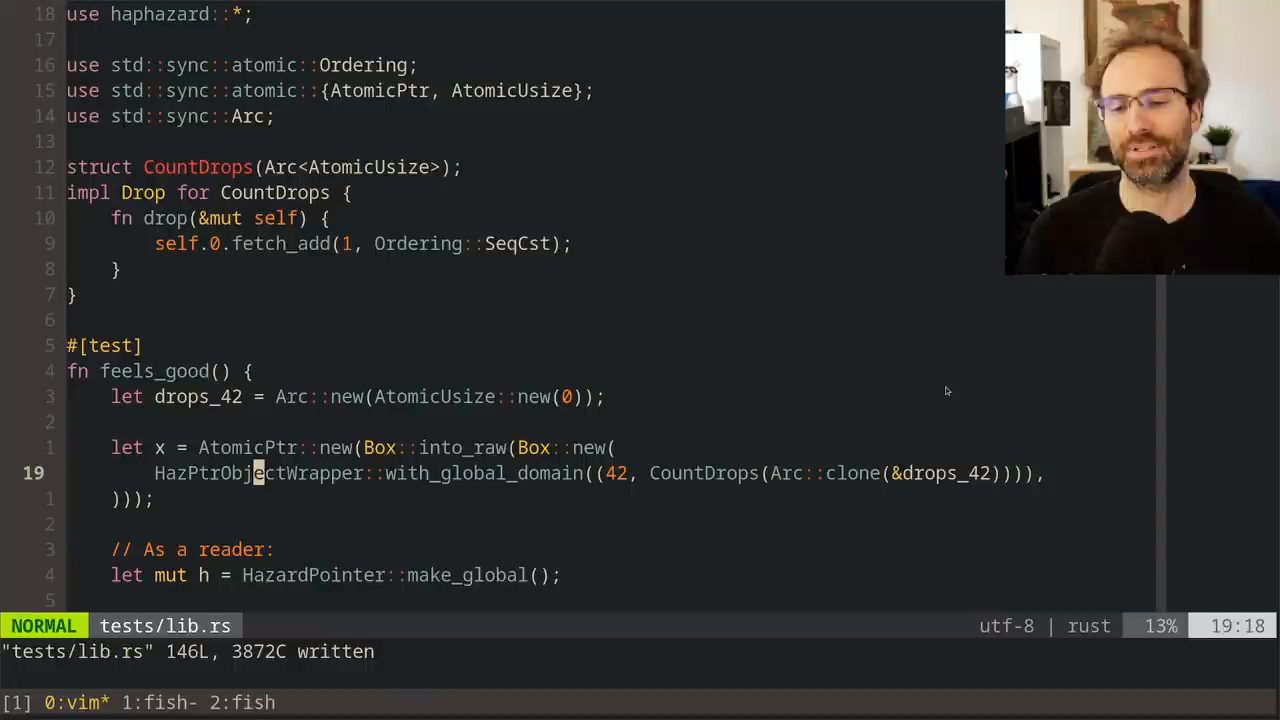 18 use haphazard::*;
17
16 use std::sync::atomic::Ordering;
15 use std::sync::atomic::{AtomicPtr, AtomicUsize};
14 use std::sync::Arc;
13
12 struct CountDrops(Arc<AtomicUsize>);
11 impl Drop for CountDrops {
10     fn drop(&mut self) {
9         self.0.fetch_add(1, Ordering::SeqCst);
8     }
7 }
6
5 #[test]
4 fn feels_good() {
3     let drops_42 = Arc::new(AtomicUsize::new(0));
2
1     let x = AtomicPtr::new(Box::into_raw(Box::new(
19         HazPtrObjectWrapper::with_global_domain((42, CountDrops(Arc::clone(&drops_42)))),
1     )));
2
3     // As a reader:
4     let mut h = HazardPointer::make_global();
5
NORMAL tests/lib.rs utf-8 | rust 13% 19:18
"tests/lib.rs" 146L, 3872C written
[1] 0:vim* 1:fish- 2:fish